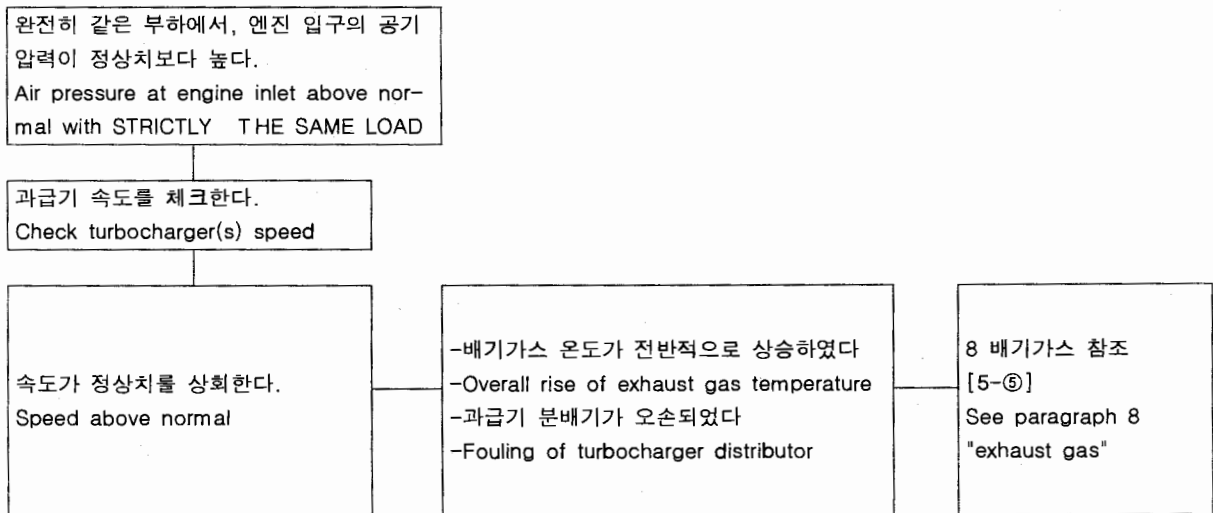 완전히 같은 부하에서, 엔진 입구의 공기
압력이 정상치보다 높다.
Air pressure at engine inlet above nor-
mal with STRICTLY THE SAME LOAD
과급기 속도를 체크한다.
Check turbocharger(s) speed
속도가 정상치를 상회한다.
Speed above normal
-배기가스 온도가 전반적으로 상승하였다
-Overall rise of exhaust gas temperature
-과급기 분배기가 오손되었다
-Fouling of turbocharger distributor
8 배기가스 참조
[5-⑤]
See paragraph 8
"exhaust gas"